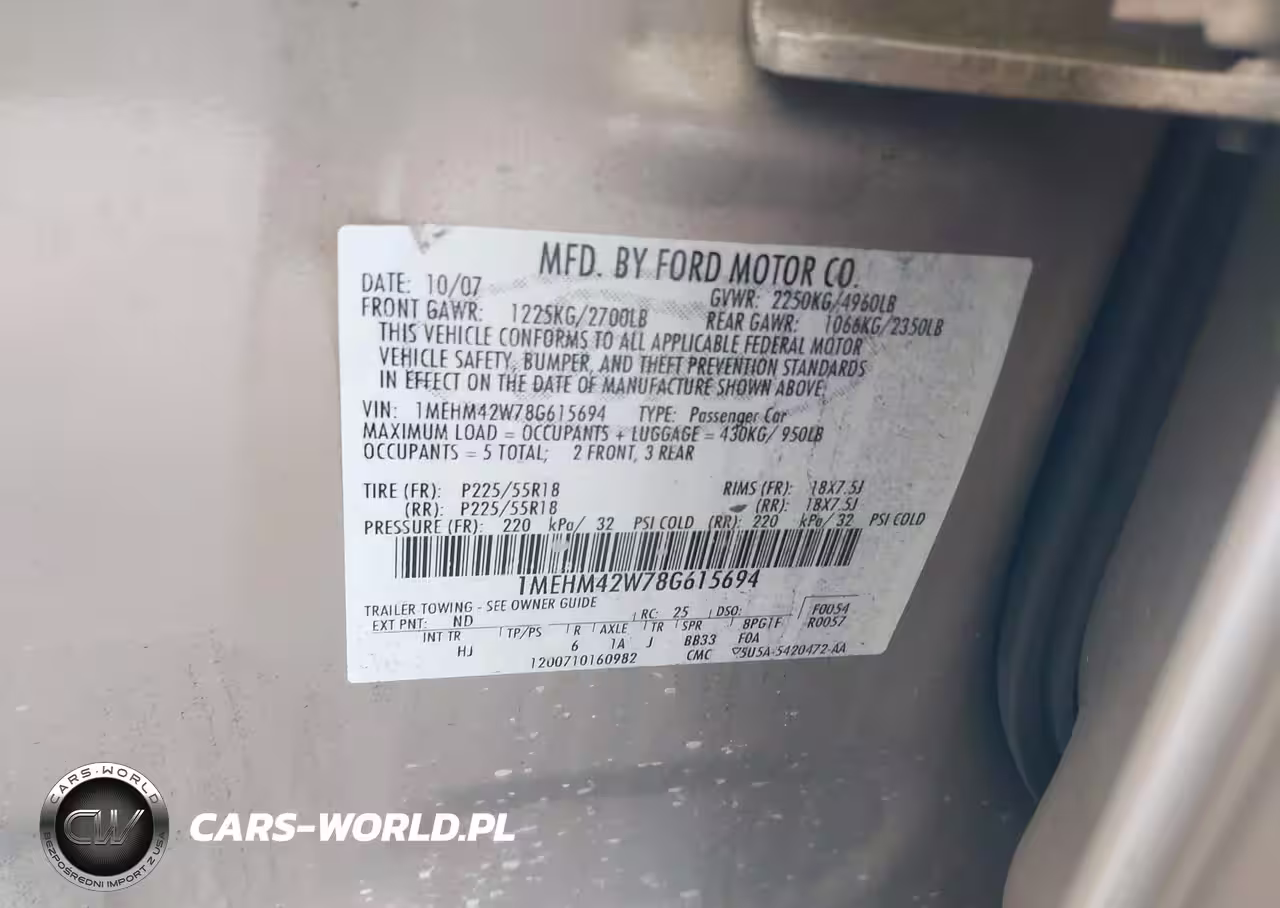 MFD. BY FORD MOTOR CO.
DATE: 10/07 GVWR: 2250KG/4960LB
FRONT GAWR: 1225KG/2700LB REAR GAWR: 1066KG/2350LB
THIS VEHICLE CONFORMS TO ALL APPLICABLE FEDERAL MOTOR
VEHICLE SAFETY, BUMPER, AND THEFT PREVENTION STANDARDS
IN EFFECT ON THE DATE OF MANUFACTURE SHOWN ABOVE.
VIN: 1MEHM42W78G615694 TYPE: Passenger Car
MAXIMUM LOAD = OCCUPANTS + LUGGAGE = 430KG/ 950LB
OCCUPANTS = 5 TOTAL; 2 FRONT, 3 REAR
TIRE (FR): P225/55R18 RIMS (FR): 18X7.5J
(RR): P225/55R18 (RR): 18X7.5J
PRESSURE (FR): 220 kPa/ 32 PSI COLD (RR): 220 kPa/ 32 PSI COLD
1MEHM42W78G615694
TRAILER TOWING - SEE OWNER GUIDE
EXT PNT: ND RC: 25 DSO: F0054
R0057
INT TR TP/PS R AXLE TR SPR 8PG1F
HJ 6 1A J BB33 F0A
1200710160982 CMC 5U5A-5420472-AA
CARS-WORLD
CW
BEZPOŚREDNI IMPORT Z USA
CARS-WORLD.PL